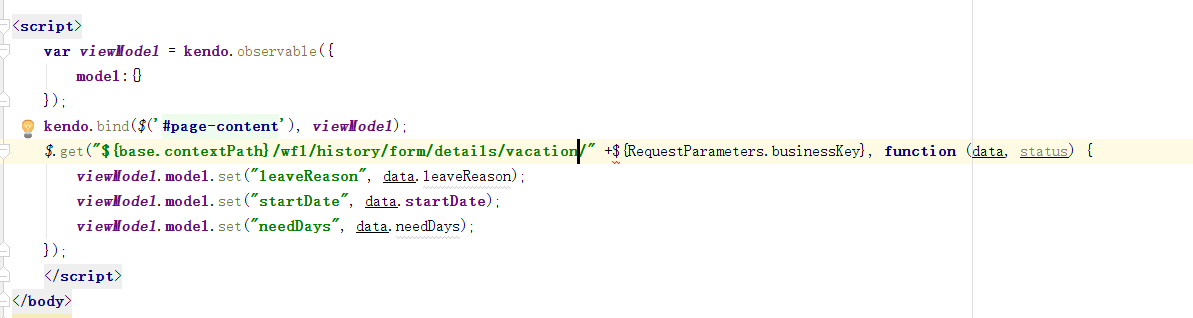 <script>
var viewModel = kendo.observable({
model:{}
});
kendo.bind($('#page-content'), viewModel);
$.get("${base.contextPath}/wfl/history/form/details/vacation/" +${RequestParameters.businessKey}, function (data, status) {
viewModel.model.set("leaveReason", data.leaveReason);
viewModel.model.set("startDate", data.startDate);
viewModel.model.set("needDays", data.needDays);
});
</script>
</body>